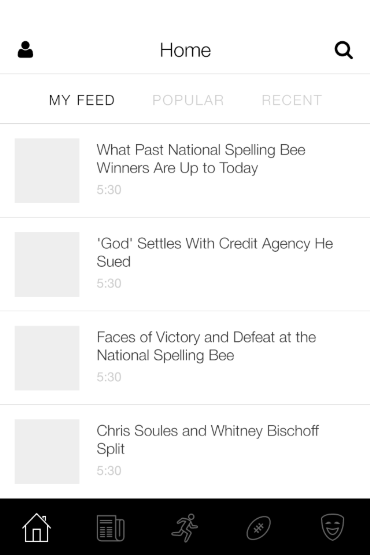 Home
MY FEED POPULAR RECENT
What Past National Spelling Bee
Winners Are Up to Today
5:30
'God' Settles With Credit Agency He
Sued
5:30
Faces of Victory and Defeat at the
National Spelling Bee
5:30
Chris Soules and Whitney Bischoff
Split
5:30